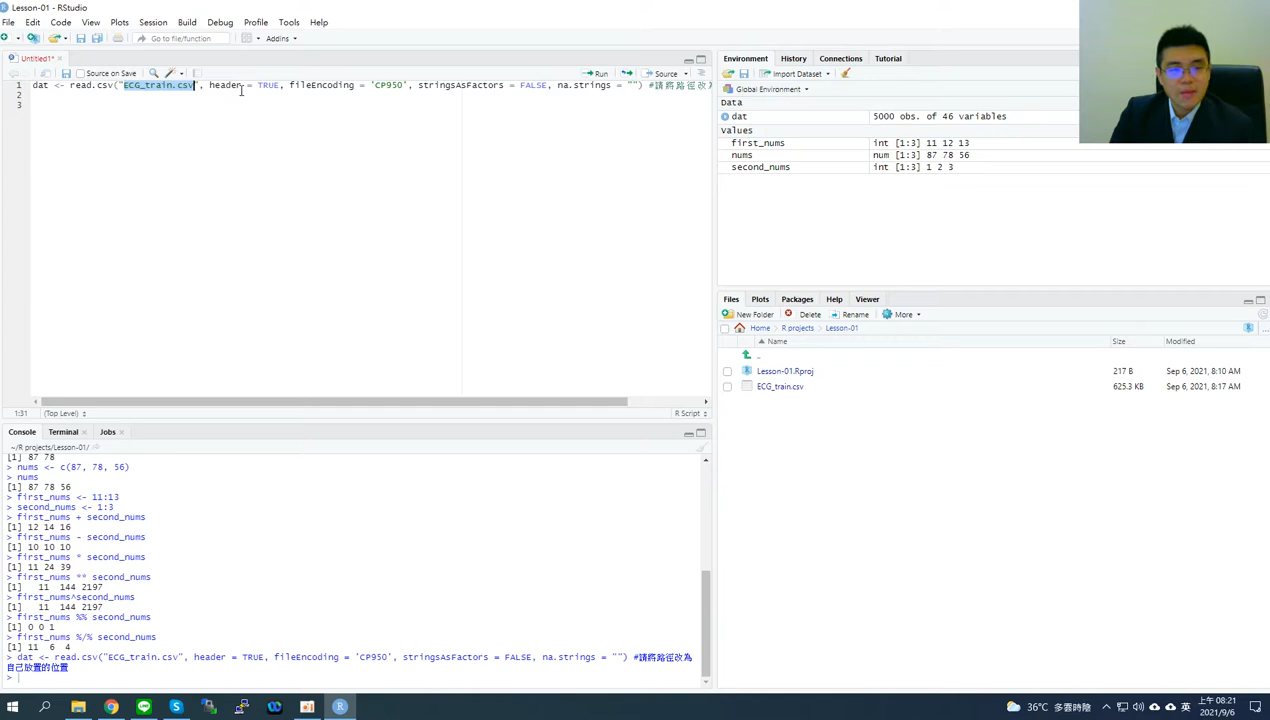 Lesson-01 - RStudio
File Edit Code View Plots Session Build Debug Profile Tools Help
Go to file/function Addins
Untitled1*
Source on Save Run Source
1 dat <- read.csv("ECG_train.csv", header = TRUE, fileEncoding = 'CP950', stringsAsFactors = FALSE, na.strings = "") #請將路徑改為
2
3
1:31 (Top Level) R Script
Console Terminal Jobs
~/R projects/Lesson-01/
[1] 87 78
> nums <- c(87, 78, 56)
> nums
[1] 87 78 56
> first_nums <- 11:13
> second_nums <- 1:3
> first_nums + second_nums
[1] 12 14 16
> first_nums - second_nums
[1] 10 10 10
> first_nums * second_nums
[1] 11 24 39
> first_nums ** second_nums
[1] 11 144 2197
> first_nums^second_nums
[1] 11 144 2197
> first_nums %% second_nums
[1] 0 0 1
> first_nums %/% second_nums
[1] 11 6 4
> dat <- read.csv("ECG_train.csv", header = TRUE, fileEncoding = 'CP950', stringsAsFactors = FALSE, na.strings = "") #請將路徑改為
自己放置的位置
>
Environment History Connections Tutorial
Import Dataset
Global Environment
Data
dat 5000 obs. of 46 variables
Values
first_nums int [1:3] 11 12 13
nums num [1:3] 87 78 56
second_nums int [1:3] 1 2 3
Files Plots Packages Help Viewer
New Folder Delete Rename More
Home R projects Lesson-01
Name Size Modified
..
Lesson-01.Rproj 217 B Sep 6, 2021, 8:10 AM
ECG_train.csv 625.3 KB Sep 6, 2021, 8:17 AM
36°C 多雲時陰 英 上午 08:21
2021/9/6